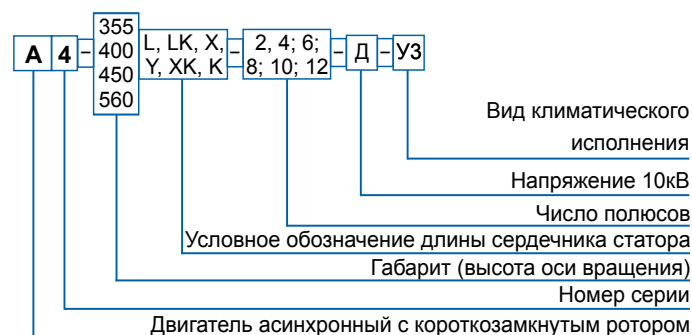 А 4 – 355 400 450 560 L, LK, X, Y, XK, K – 2, 4; 6; 8; 10; 12 – Д – У3
Вид климатического
исполнения
Напряжение 10кВ
Число полюсов
Условное обозначение длины сердечника статора
Габарит (высота оси вращения)
Номер серии
Двигатель асинхронный с короткозамкнутым ротором